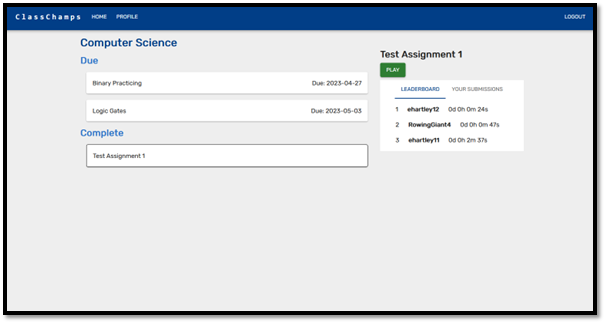 ClassChamps HOME PROFILE LOGOUT
Computer Science
Due
Binary Practicing Due: 2023-04-27
Logic Gates Due: 2023-05-03
Complete
Test Assignment 1
Test Assignment 1
PLAY
LEADERBOARD YOUR SUBMISSIONS
1 ehartley12 0d 0h 0m 24s
2 RowingGiant4 0d 0h 0m 47s
3 ehartley11 0d 0h 2m 37s